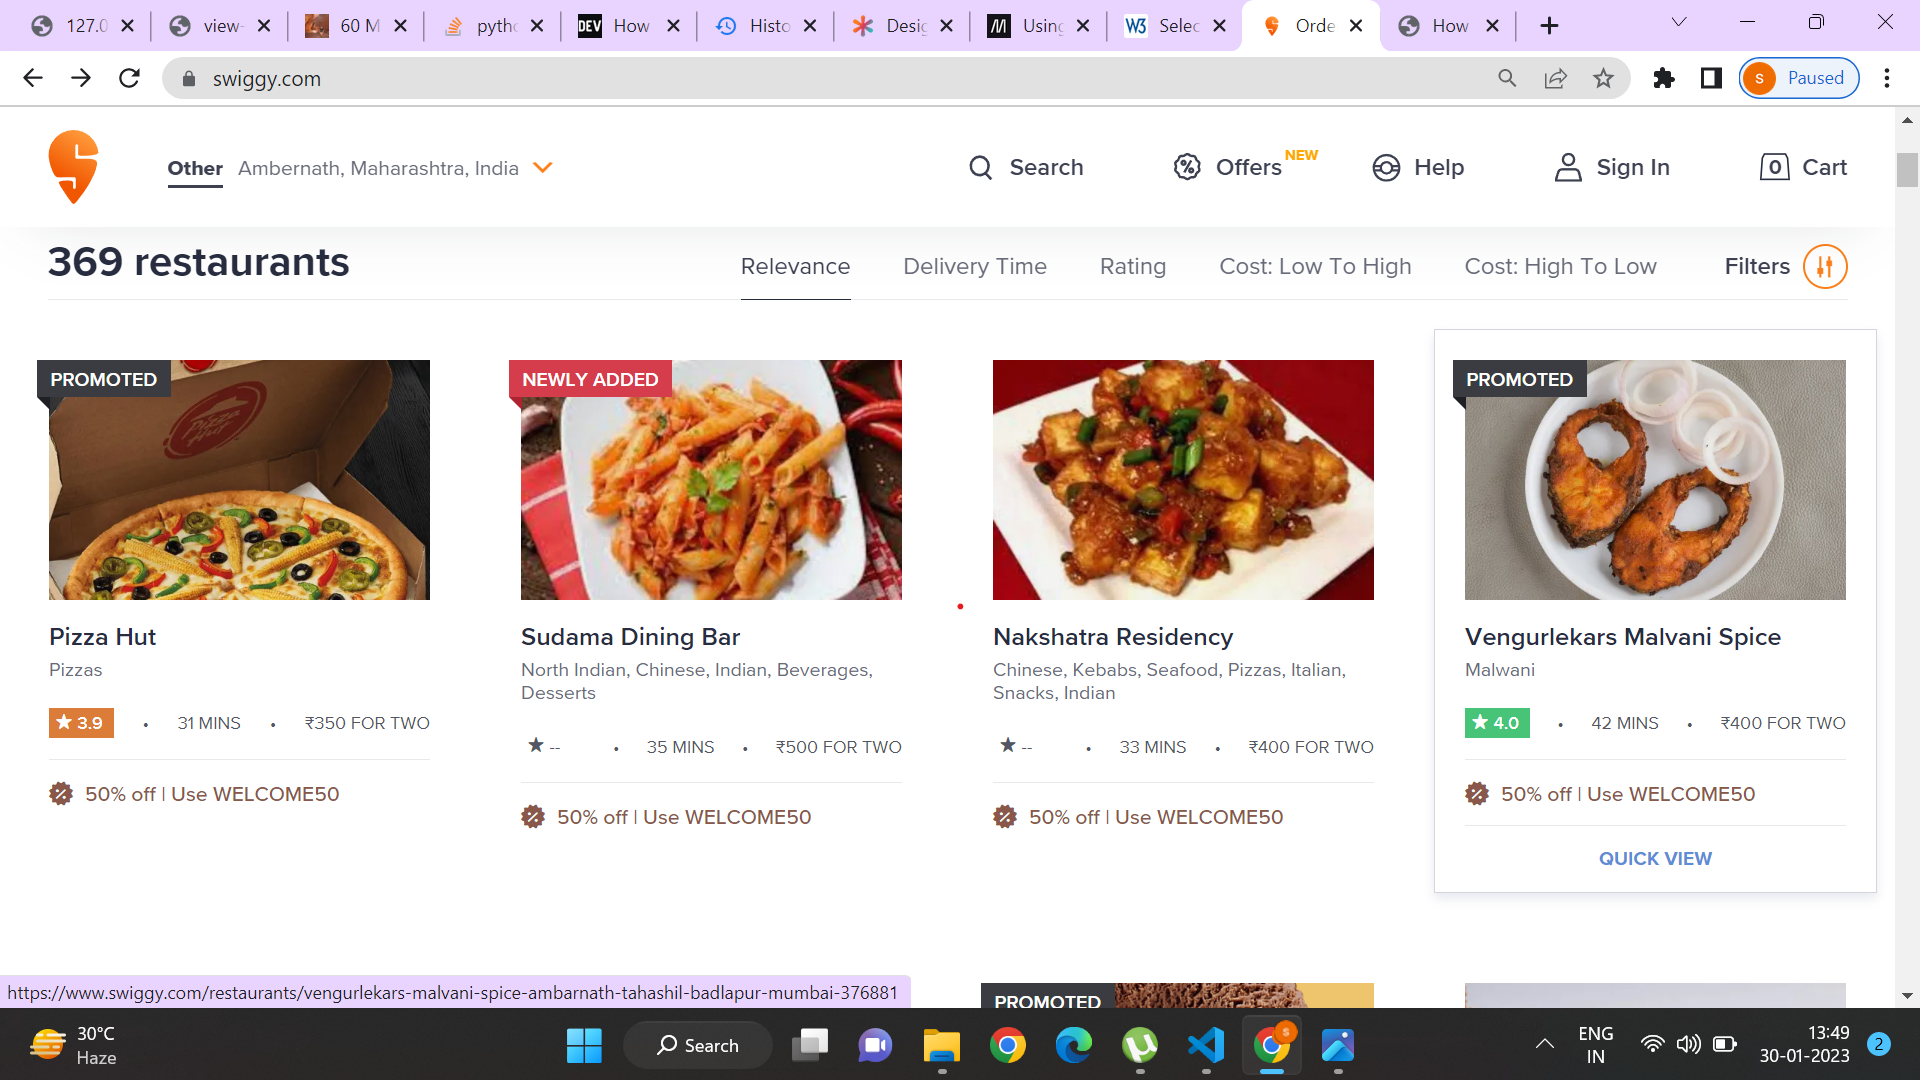 127.0
view-
60 M
pytho
DEV How
Histo
Desig
Using
W3 Selec
Orde
How
swiggy.com
S Paused
Other Ambernath, Maharashtra, India
Search
Offers NEW
Help
Sign In
0 Cart
369 restaurants
Relevance
Delivery Time
Rating
Cost: Low To High
Cost: High To Low
Filters
PROMOTED
Pizza Hut
Pizza Hut
Pizzas
★ 3.9 • 31 MINS • ₹350 FOR TWO
50% off | Use WELCOME50
NEWLY ADDED
Sudama Dining Bar
North Indian, Chinese, Indian, Beverages,
Desserts
★ -- • 35 MINS • ₹500 FOR TWO
50% off | Use WELCOME50
Nakshatra Residency
Chinese, Kebabs, Seafood, Pizzas, Italian,
Snacks, Indian
★ -- • 33 MINS • ₹400 FOR TWO
50% off | Use WELCOME50
PROMOTED
Vengurlekars Malvani Spice
Malwani
★ 4.0 • 42 MINS • ₹400 FOR TWO
50% off | Use WELCOME50
QUICK VIEW
PROMOTED
https://www.swiggy.com/restaurants/vengurlekars-malvani-spice-ambarnath-tahashil-badlapur-mumbai-376881
30°C
Haze
Search
S
ENG
IN
13:49
30-01-2023
2